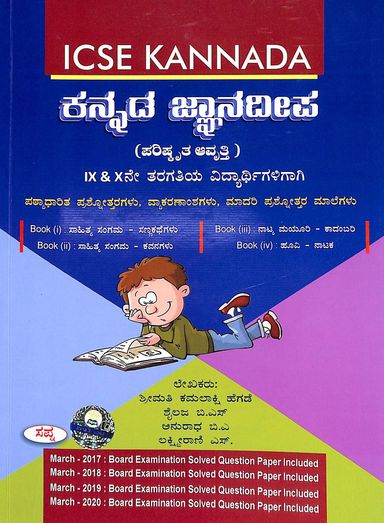 ICSE KANNADA
ಕನ್ನಡ ಜ್ಞಾನದೀಪ
(ಪರಿಷ್ಕೃತ ಆವೃತ್ತಿ)
IX & Xನೇ ತರಗತಿಯ ವಿದ್ಯಾರ್ಥಿಗಳಿಗಾಗಿ
ಪಠ್ಯಾಧಾರಿತ ಪ್ರಶ್ನೋತ್ತರಗಳು, ವ್ಯಾಕರಣಾಂಶಗಳು, ಮಾದರಿ ಪ್ರಶ್ನೋತ್ತರ ಮಾಲೆಗಳು
Book (i) : ಸಾಹಿತ್ಯ ಸಂಗಮ - ಸಣ್ಣಕಥೆಗಳು
Book (ii) : ಸಾಹಿತ್ಯ ಸಂಗಮ - ಕವನಗಳು
Book (iii) : ನಾಟ್ಯ ಮಯೂರಿ - ಕಾದಂಬರಿ
Book (iv) : ಹೂವಿ - ನಾಟಕ
ಲೇಖಕರು:
ಶ್ರೀಮತಿ ಕಮಲಾಕ್ಷಿ ಹೆಗಡೆ
ಶೈಲಜ ಬಿ.ಎಸ್
ಅನುರಾಧ ಬಿ.ಎ
ಲಕ್ಷ್ಮೀರಾಣಿ ಎಸ್.
ಸಪ್ನ
March - 2017 : Board Examination Solved Question Paper Included
March - 2018 : Board Examination Solved Question Paper Included
March - 2019 : Board Examination Solved Question Paper Included
March - 2020 : Board Examination Solved Question Paper Included